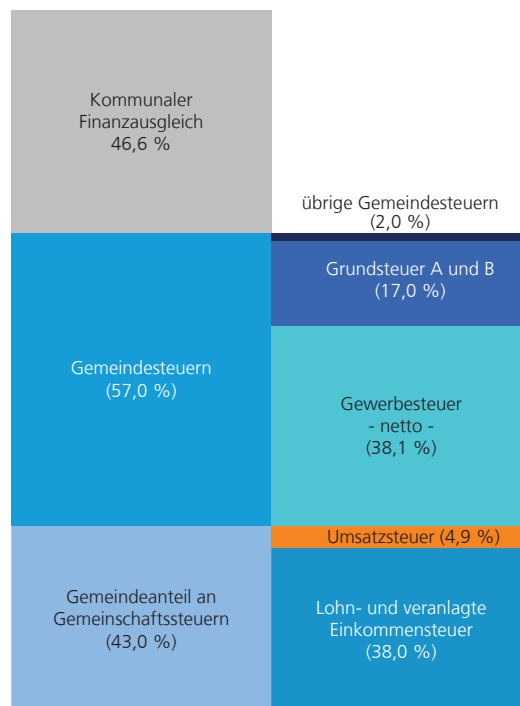 Kommunaler
Finanzausgleich
46,6 %
übrige Gemeindesteuern
(2,0 %)
Grundsteuer A und B
(17,0 %)
Gemeindesteuern
(57,0 %)
Gewerbesteuer
- netto -
(38,1 %)
Umsatzsteuer (4,9 %)
Gemeindeanteil an
Gemeinschaftssteuern
(43,0 %)
Lohn- und veranlagte
Einkommensteuer
(38,0 %)